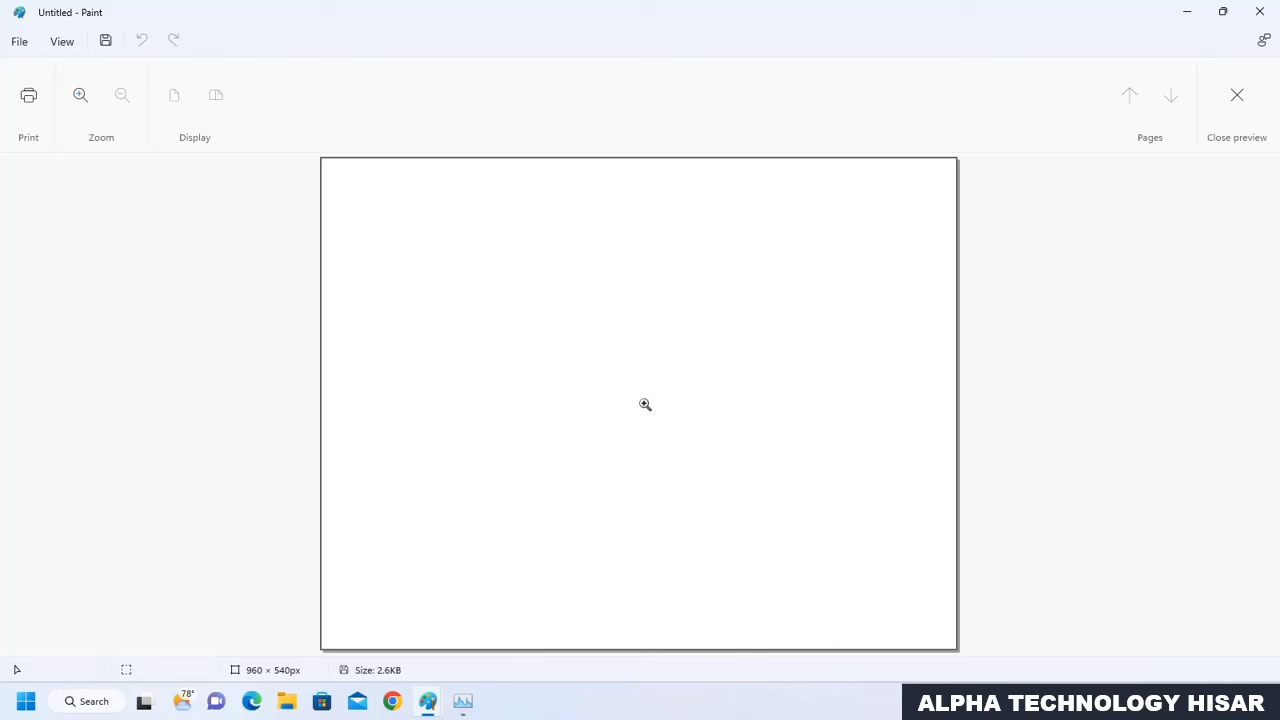 Untitled - Paint
File View
Print Zoom Display Pages Close preview
960 × 540px Size: 2.6KB
78° Search
ALPHA TECHNOLOGY HISAR